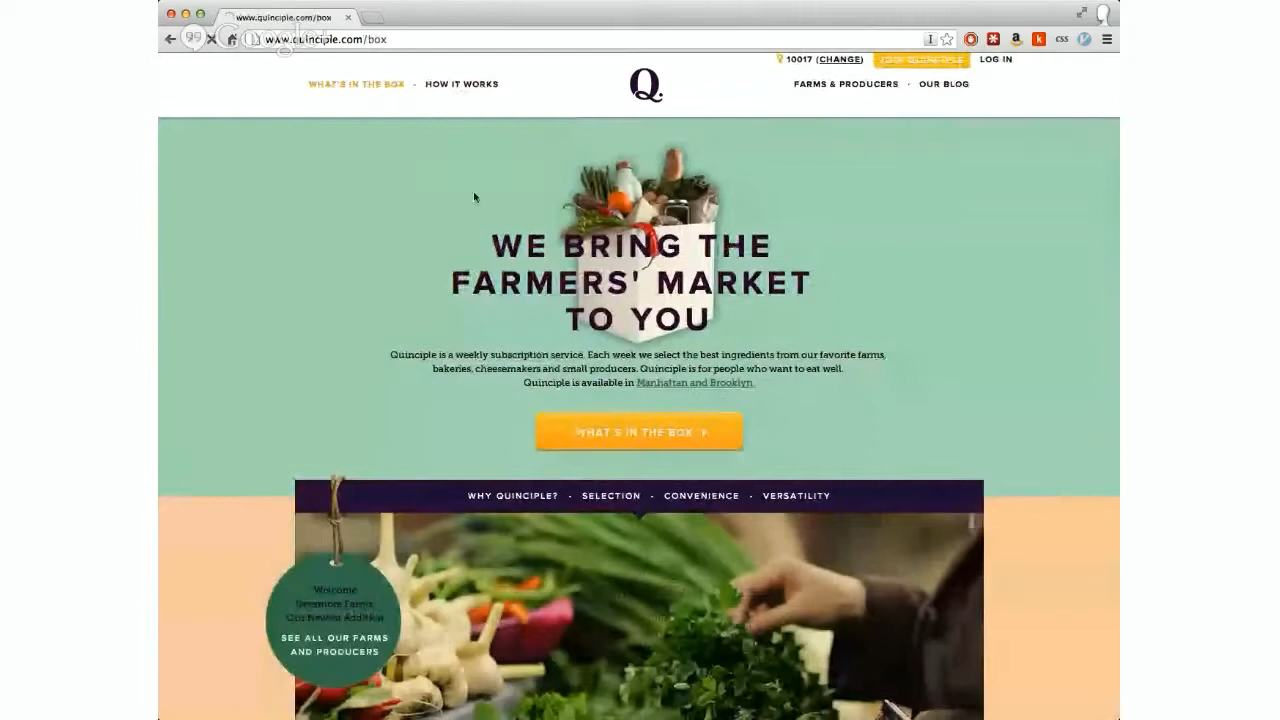 www.quinciple.com/box
www.quinciple.com/box
10017 (CHANGE)
LOG IN
WHAT'S IN THE BOX · HOW IT WORKS
Q.
FARMS & PRODUCERS · OUR BLOG
WE BRING THE
FARMERS' MARKET
TO YOU
Quinciple is a weekly subscription service. Each week we select the best ingredients from our favorite farms,
bakeries, cheesemakers and small producers. Quinciple is for people who want to eat well.
Quinciple is available in Manhattan and Brooklyn.
WHAT'S IN THE BOX
WHY QUINCIPLE? · SELECTION · CONVENIENCE · VERSATILITY
Welcome
Our Newest Addition
SEE ALL OUR FARMS
AND PRODUCERS